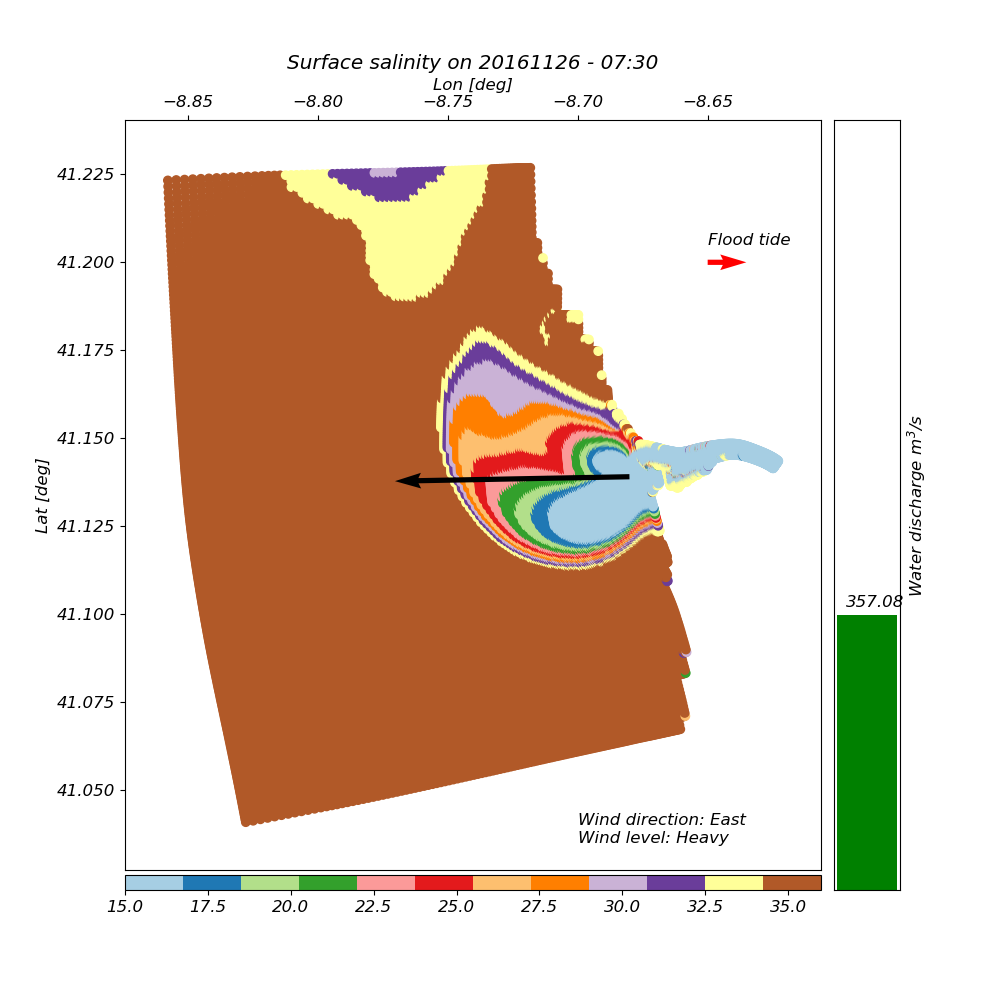 Surface salinity on 20161126 - 07:30
Lon [deg]
−8.85 −8.80 −8.75 −8.70 −8.65
41.225
41.200
41.175
41.150
41.125
41.100
41.075
41.050
Lat [deg]
Flood tide
Wind direction: East
Wind level: Heavy
357.08
Water discharge m³/s
15.0 17.5 20.0 22.5 25.0 27.5 30.0 32.5 35.0